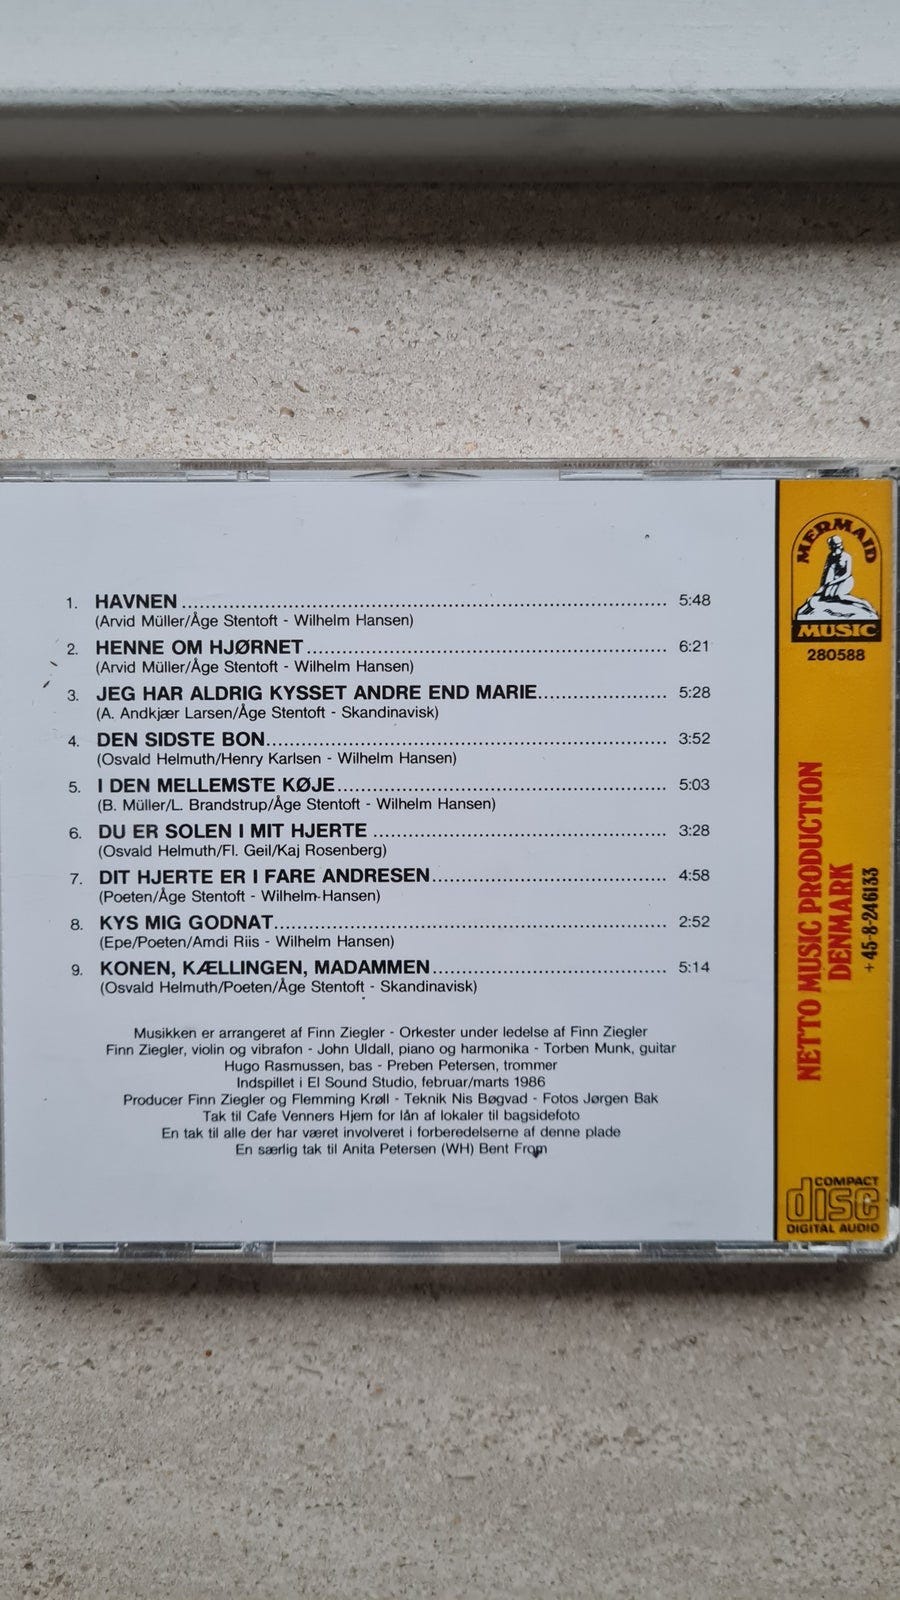 1. HAVNEN 5:48
(Arvid Müller/Åge Stentoft - Wilhelm Hansen)
2. HENNE OM HJØRNET 6:21
(Arvid Müller/Åge Stentoft - Wilhelm Hansen)
3. JEG HAR ALDRIG KYSSET ANDRE END MARIE 5:28
(A. Andkjær Larsen/Åge Stentoft - Skandinavisk)
4. DEN SIDSTE BON 3:52
(Osvald Helmuth/Henry Karlsen - Wilhelm Hansen)
5. I DEN MELLEMSTE KØJE 5:03
(B. Müller/L. Brandstrup/Åge Stentoft - Wilhelm Hansen)
6. DU ER SOLEN I MIT HJERTE 3:28
(Osvald Helmuth/Fl. Geil/Kaj Rosenberg)
7. DIT HJERTE ER I FARE ANDRESEN 4:58
(Poeten/Åge Stentoft - Wilhelm Hansen)
8. KYS MIG GODNAT 2:52
(Epe/Poeten/Amdi Riis - Wilhelm Hansen)
9. KONEN, KÆLLINGEN, MADAMMEN 5:14
(Osvald Helmuth/Poeten/Åge Stentoft - Skandinavisk)
Musikken er arrangeret af Finn Ziegler - Orkester under ledelse af Finn Ziegler
Finn Ziegler, violin og vibrafon - John Uldall, piano og harmonika - Torben Munk, guitar
Hugo Rasmussen, bas - Preben Petersen, trommer
Indspillet i El Sound Studio, februar/marts 1986
Producer Finn Ziegler og Flemming Krøll - Teknik Nis Bøgvad - Fotos Jørgen Bak
Tak til Cafe Venners Hjem for lån af lokaler til bagsidefoto
En tak til alle der har været involveret i forberedelserne af denne plade
En særlig tak til Anita Petersen (WH) Bent From
MERMAID
MUSIC
280588
NETTO MUSIC PRODUCTION
DENMARK
+45-8-246133
COMPACT
disc
DIGITAL AUDIO